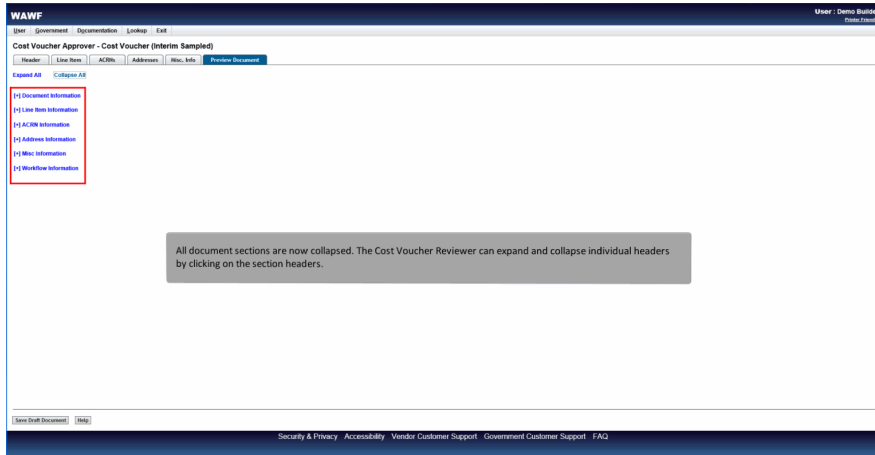 WAWF
User : Demo Builde
Printer Friend
User Government Documentation Lookup Exit
Cost Voucher Approver - Cost Voucher (Interim Sampled)
Header Line Item ACRNs Addresses Misc. Info Preview Document
Expand All Collapse All
[+] Document Information
[+] Line Item Information
[+] ACRN Information
[+] Address Information
[+] Misc Information
[+] Workflow Information
All document sections are now collapsed. The Cost Voucher Reviewer can expand and collapse individual headers
by clicking on the section headers.
Save Draft Document Help
Security & Privacy Accessibility Vendor Customer Support Government Customer Support FAQ